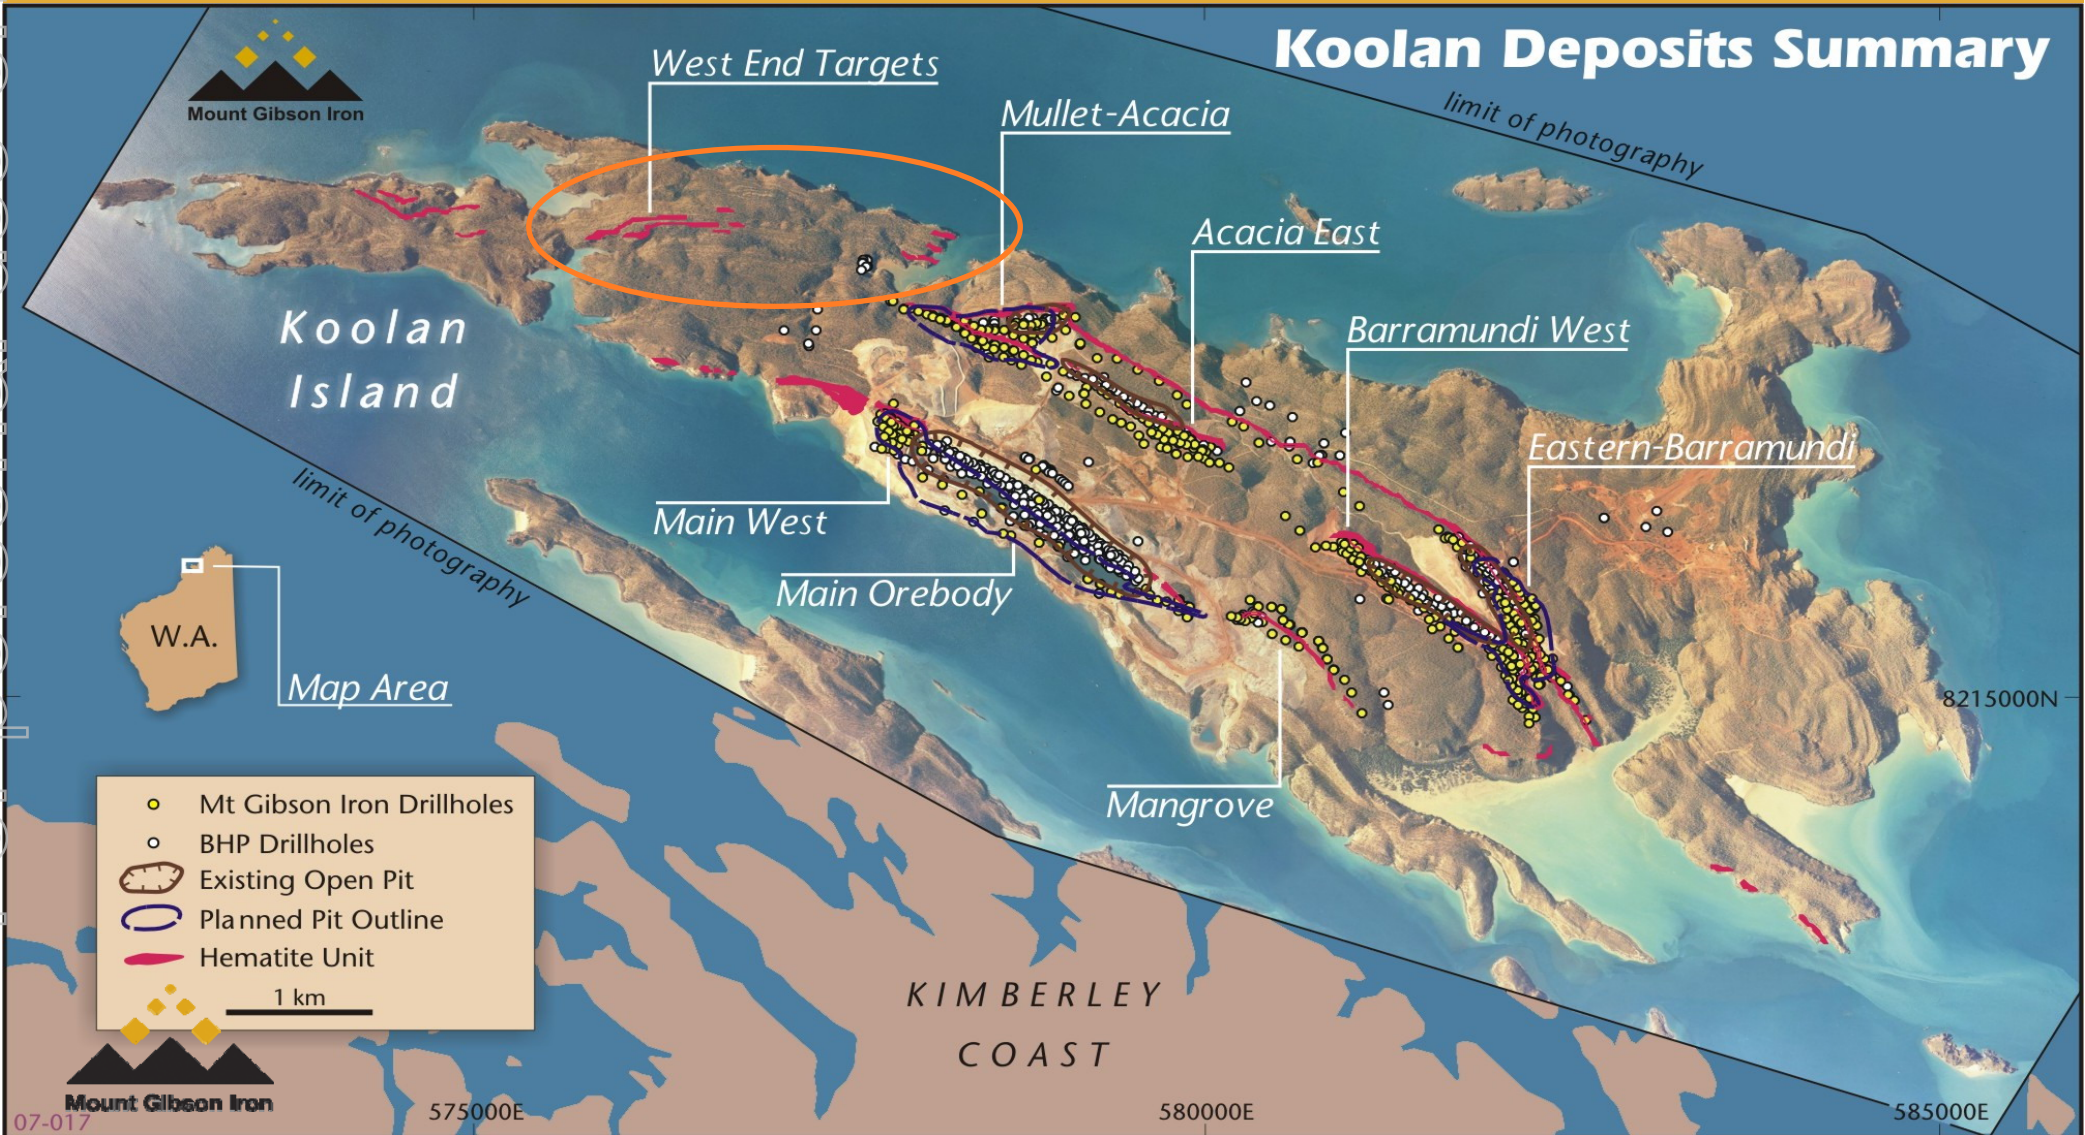 Koolan Deposits Summary
Mount Gibson Iron
West End Targets
Mullet-Acacia
limit of photography
Acacia East
Koolan
Island
Barramundi West
Eastern-Barramundi
limit of photography
Main West
Main Orebody
W.A.
Map Area
8215000N
Mangrove
Mt Gibson Iron Drillholes
BHP Drillholes
Existing Open Pit
Planned Pit Outline
Hematite Unit
1 km
KIMBERLEY
COAST
Mount Gibson Iron
07-017
575000E
580000E
585000E